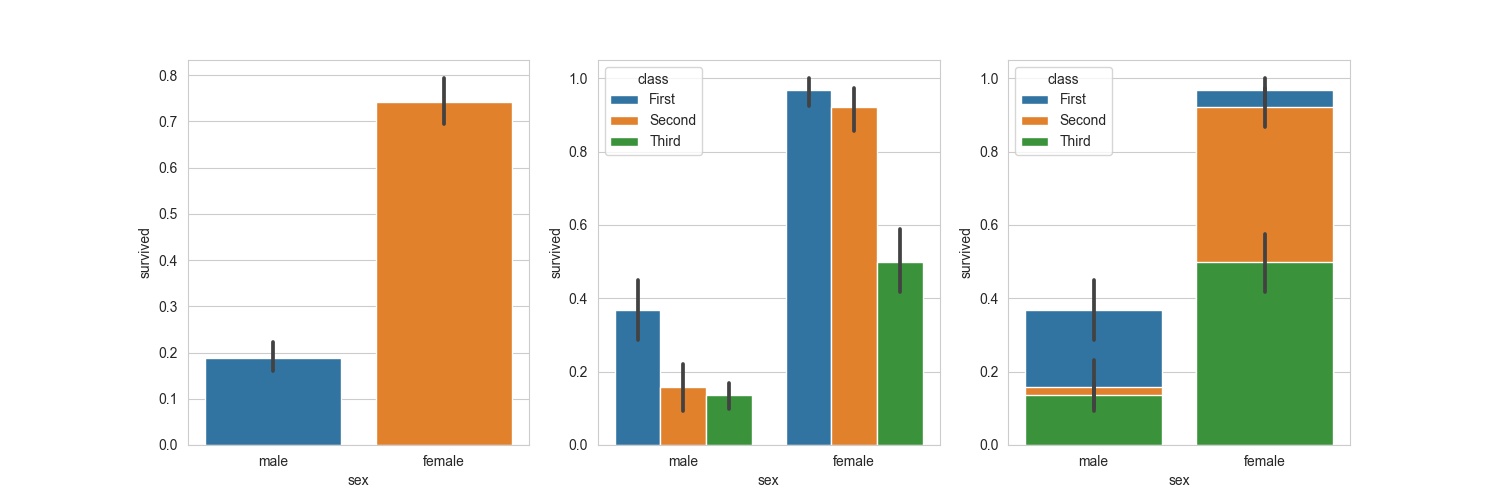 0.8
0.7
0.6
0.5
0.4
0.3
0.2
0.1
0.0
survived
male female
sex
1.0
0.8
0.6
0.4
0.2
0.0
survived
class
First
Second
Third
male female
sex
1.0
0.8
0.6
0.4
0.2
0.0
survived
class
First
Second
Third
male female
sex